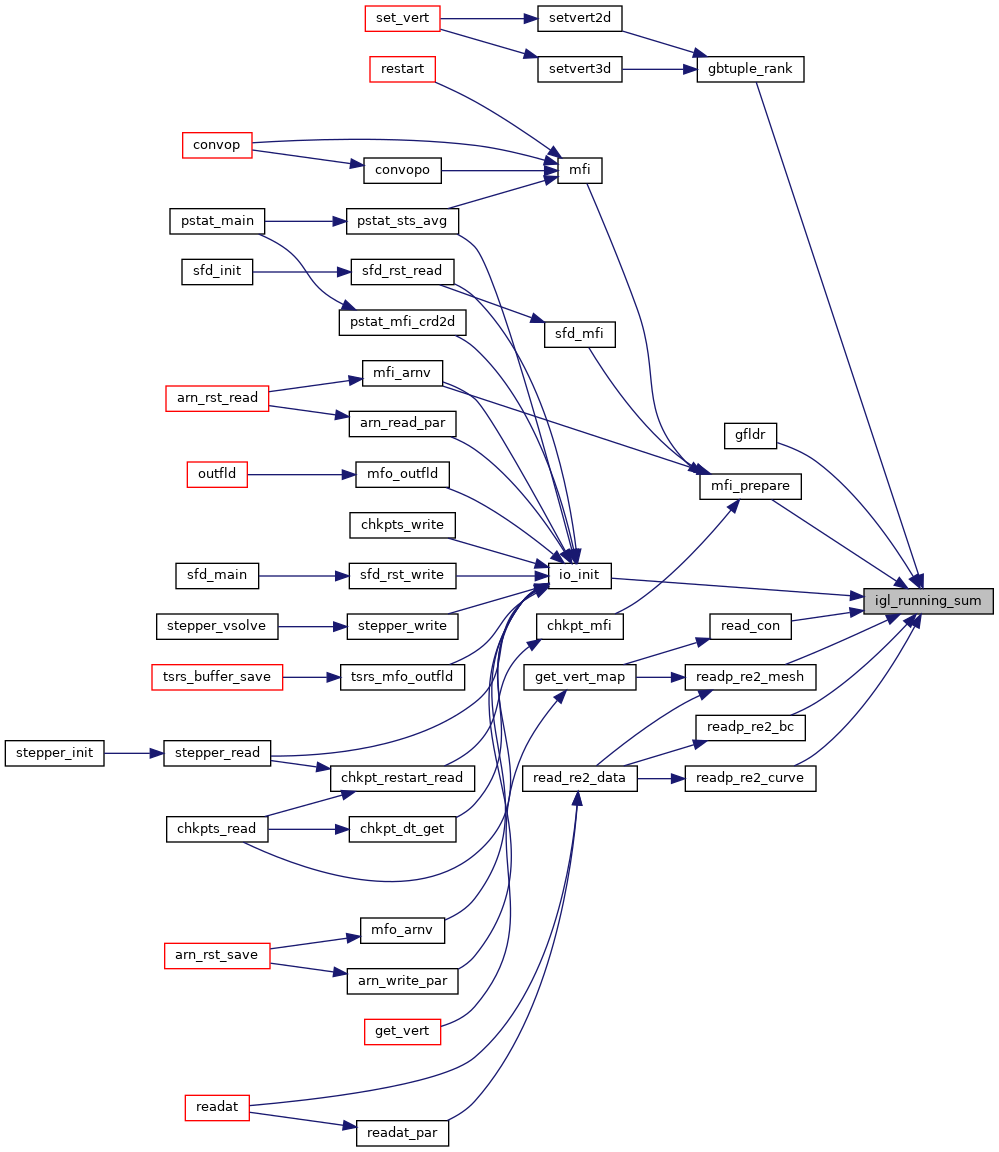 set_vert
setvert2d
restart
setvert3d
gbtuple_rank
convop
convopo
mfi
pstat_main
pstat_sts_avg
sfd_init
sfd_rst_read
pstat_mfi_crd2d
sfd_mfi
mfi_arnv
arn_rst_read
arn_read_par
gfldr
outfld
mfo_outfld
mfi_prepare
chkpts_write
sfd_main
sfd_rst_write
io_init
igl_running_sum
stepper_vsolve
stepper_write
chkpt_mfi
read_con
tsrs_buffer_save
tsrs_mfo_outfld
get_vert_map
readp_re2_mesh
readp_re2_bc
stepper_init
stepper_read
chkpt_restart_read
read_re2_data
readp_re2_curve
chkpts_read
chkpt_dt_get
mfo_arnv
arn_rst_save
arn_write_par
get_vert
readat
readat_par